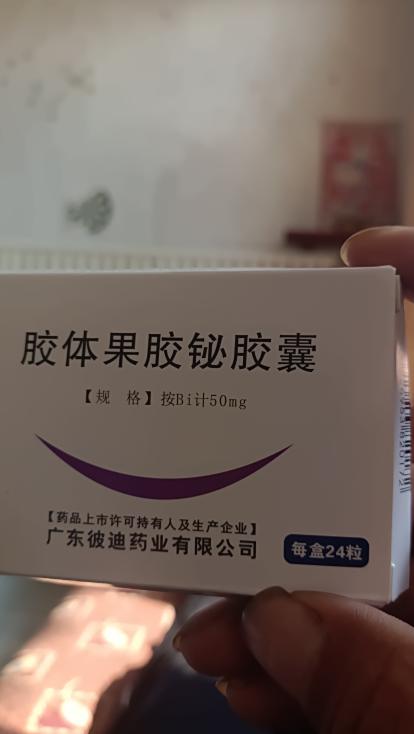 胶体果胶铋胶囊
【规 格】按Bi计50mg
【药品上市许可持有人及生产企业】
广东彼迪药业有限公司
每盒24粒